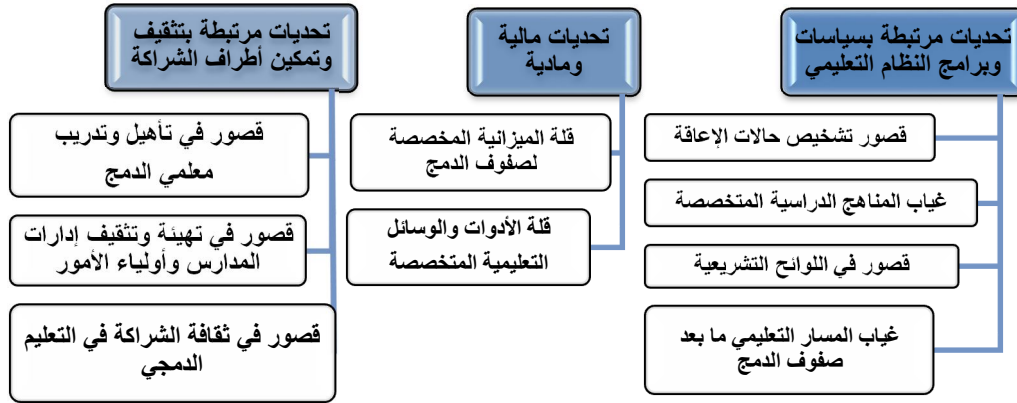 تحديات مرتبطة بسياسات
وبرامج النظام التعليمي
قصور تشخيص حالات الإعاقة
غياب المناهج الدراسية المتخصصة
قصور في اللوائح التشريعية
غياب المسار التعليمي ما بعد
صفوف الدمج
تحديات مالية
ومادية
قلة الميزانية المخصصة
لصفوف الدمج
قلة الأدوات والوسائل
التعليمية المتخصصة
تحديات مرتبطة بتثقيف
وتمكين أطراف الشراكة
قصور في تأهيل وتدريب
معلمي الدمج
قصور في تهيئة وتثقيف إدارات
المدارس وأولياء الأمور
قصور في ثقافة الشراكة في التعليم
الدمجي